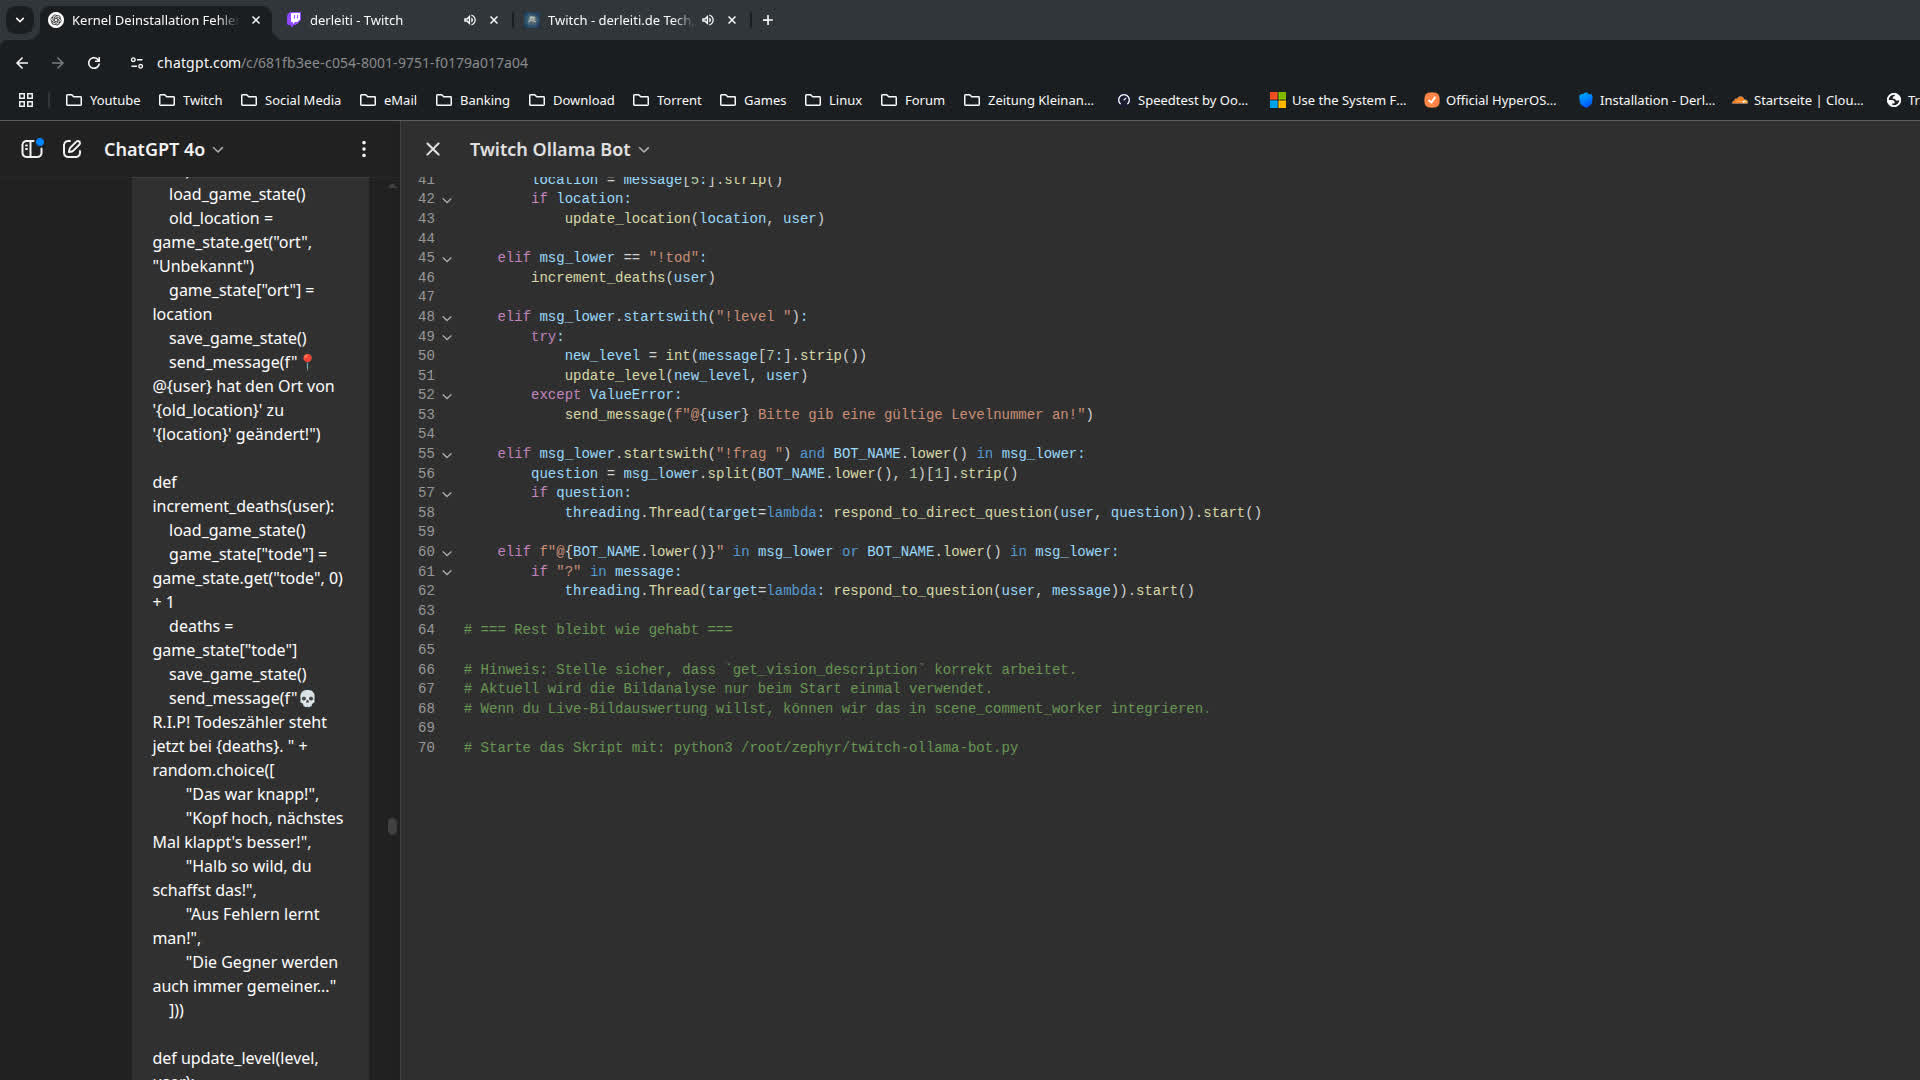 Kernel Deinstallation Fehle
derleiti - Twitch
Twitch - derleiti.de Tech
chatgpt.com/c/681fb3ee-c054-8001-9751-f0179a017a04
Youtube
Twitch
Social Media
eMail
Banking
Download
Torrent
Games
Linux
Forum
Zeitung Kleinan...
Speedtest by Oo...
Use the System F...
Official HyperOS...
Installation - Derl...
Startseite | Clou...
Tr
ChatGPT 4o
load_game_state()
old_location =
game_state.get("ort",
"Unbekannt")
game_state["ort"] =
location
save_game_state()
send_message(f"📍
@{user} hat den Ort von
'{old_location}' zu
'{location}' geändert!")
def
increment_deaths(user):
load_game_state()
game_state["tode"] =
game_state.get("tode", 0)
+ 1
deaths =
game_state["tode"]
save_game_state()
send_message(f"💀
R.I.P! Todeszähler steht
jetzt bei {deaths}. " +
random.choice([
"Das war knapp!",
"Kopf hoch, nächstes
Mal klappt's besser!",
"Halb so wild, du
schaffst das!",
"Aus Fehlern lernt
man!",
"Die Gegner werden
auch immer gemeiner..."
]))
def update_level(level,
user):
Twitch Ollama Bot
41 location = message[5:].strip()
42 if location:
43 update_location(location, user)
44
45 elif msg_lower == "!tod":
46 increment_deaths(user)
47
48 elif msg_lower.startswith("!level "):
49 try:
50 new_level = int(message[7:].strip())
51 update_level(new_level, user)
52 except ValueError:
53 send_message(f"@{user} Bitte gib eine gültige Levelnummer an!")
54
55 elif msg_lower.startswith("!frag ") and BOT_NAME.lower() in msg_lower:
56 question = msg_lower.split(BOT_NAME.lower(), 1)[1].strip()
57 if question:
58 threading.Thread(target=lambda: respond_to_direct_question(user, question)).start()
59
60 elif f"@{BOT_NAME.lower()}" in msg_lower or BOT_NAME.lower() in msg_lower:
61 if "?" in message:
62 threading.Thread(target=lambda: respond_to_question(user, message)).start()
63
64 # === Rest bleibt wie gehabt ===
65
66 # Hinweis: Stelle sicher, dass `get_vision_description` korrekt arbeitet.
67 # Aktuell wird die Bildanalyse nur beim Start einmal verwendet.
68 # Wenn du Live-Bildauswertung willst, können wir das in scene_comment_worker integrieren.
69
70 # Starte das Skript mit: python3 /root/zephyr/twitch-ollama-bot.py